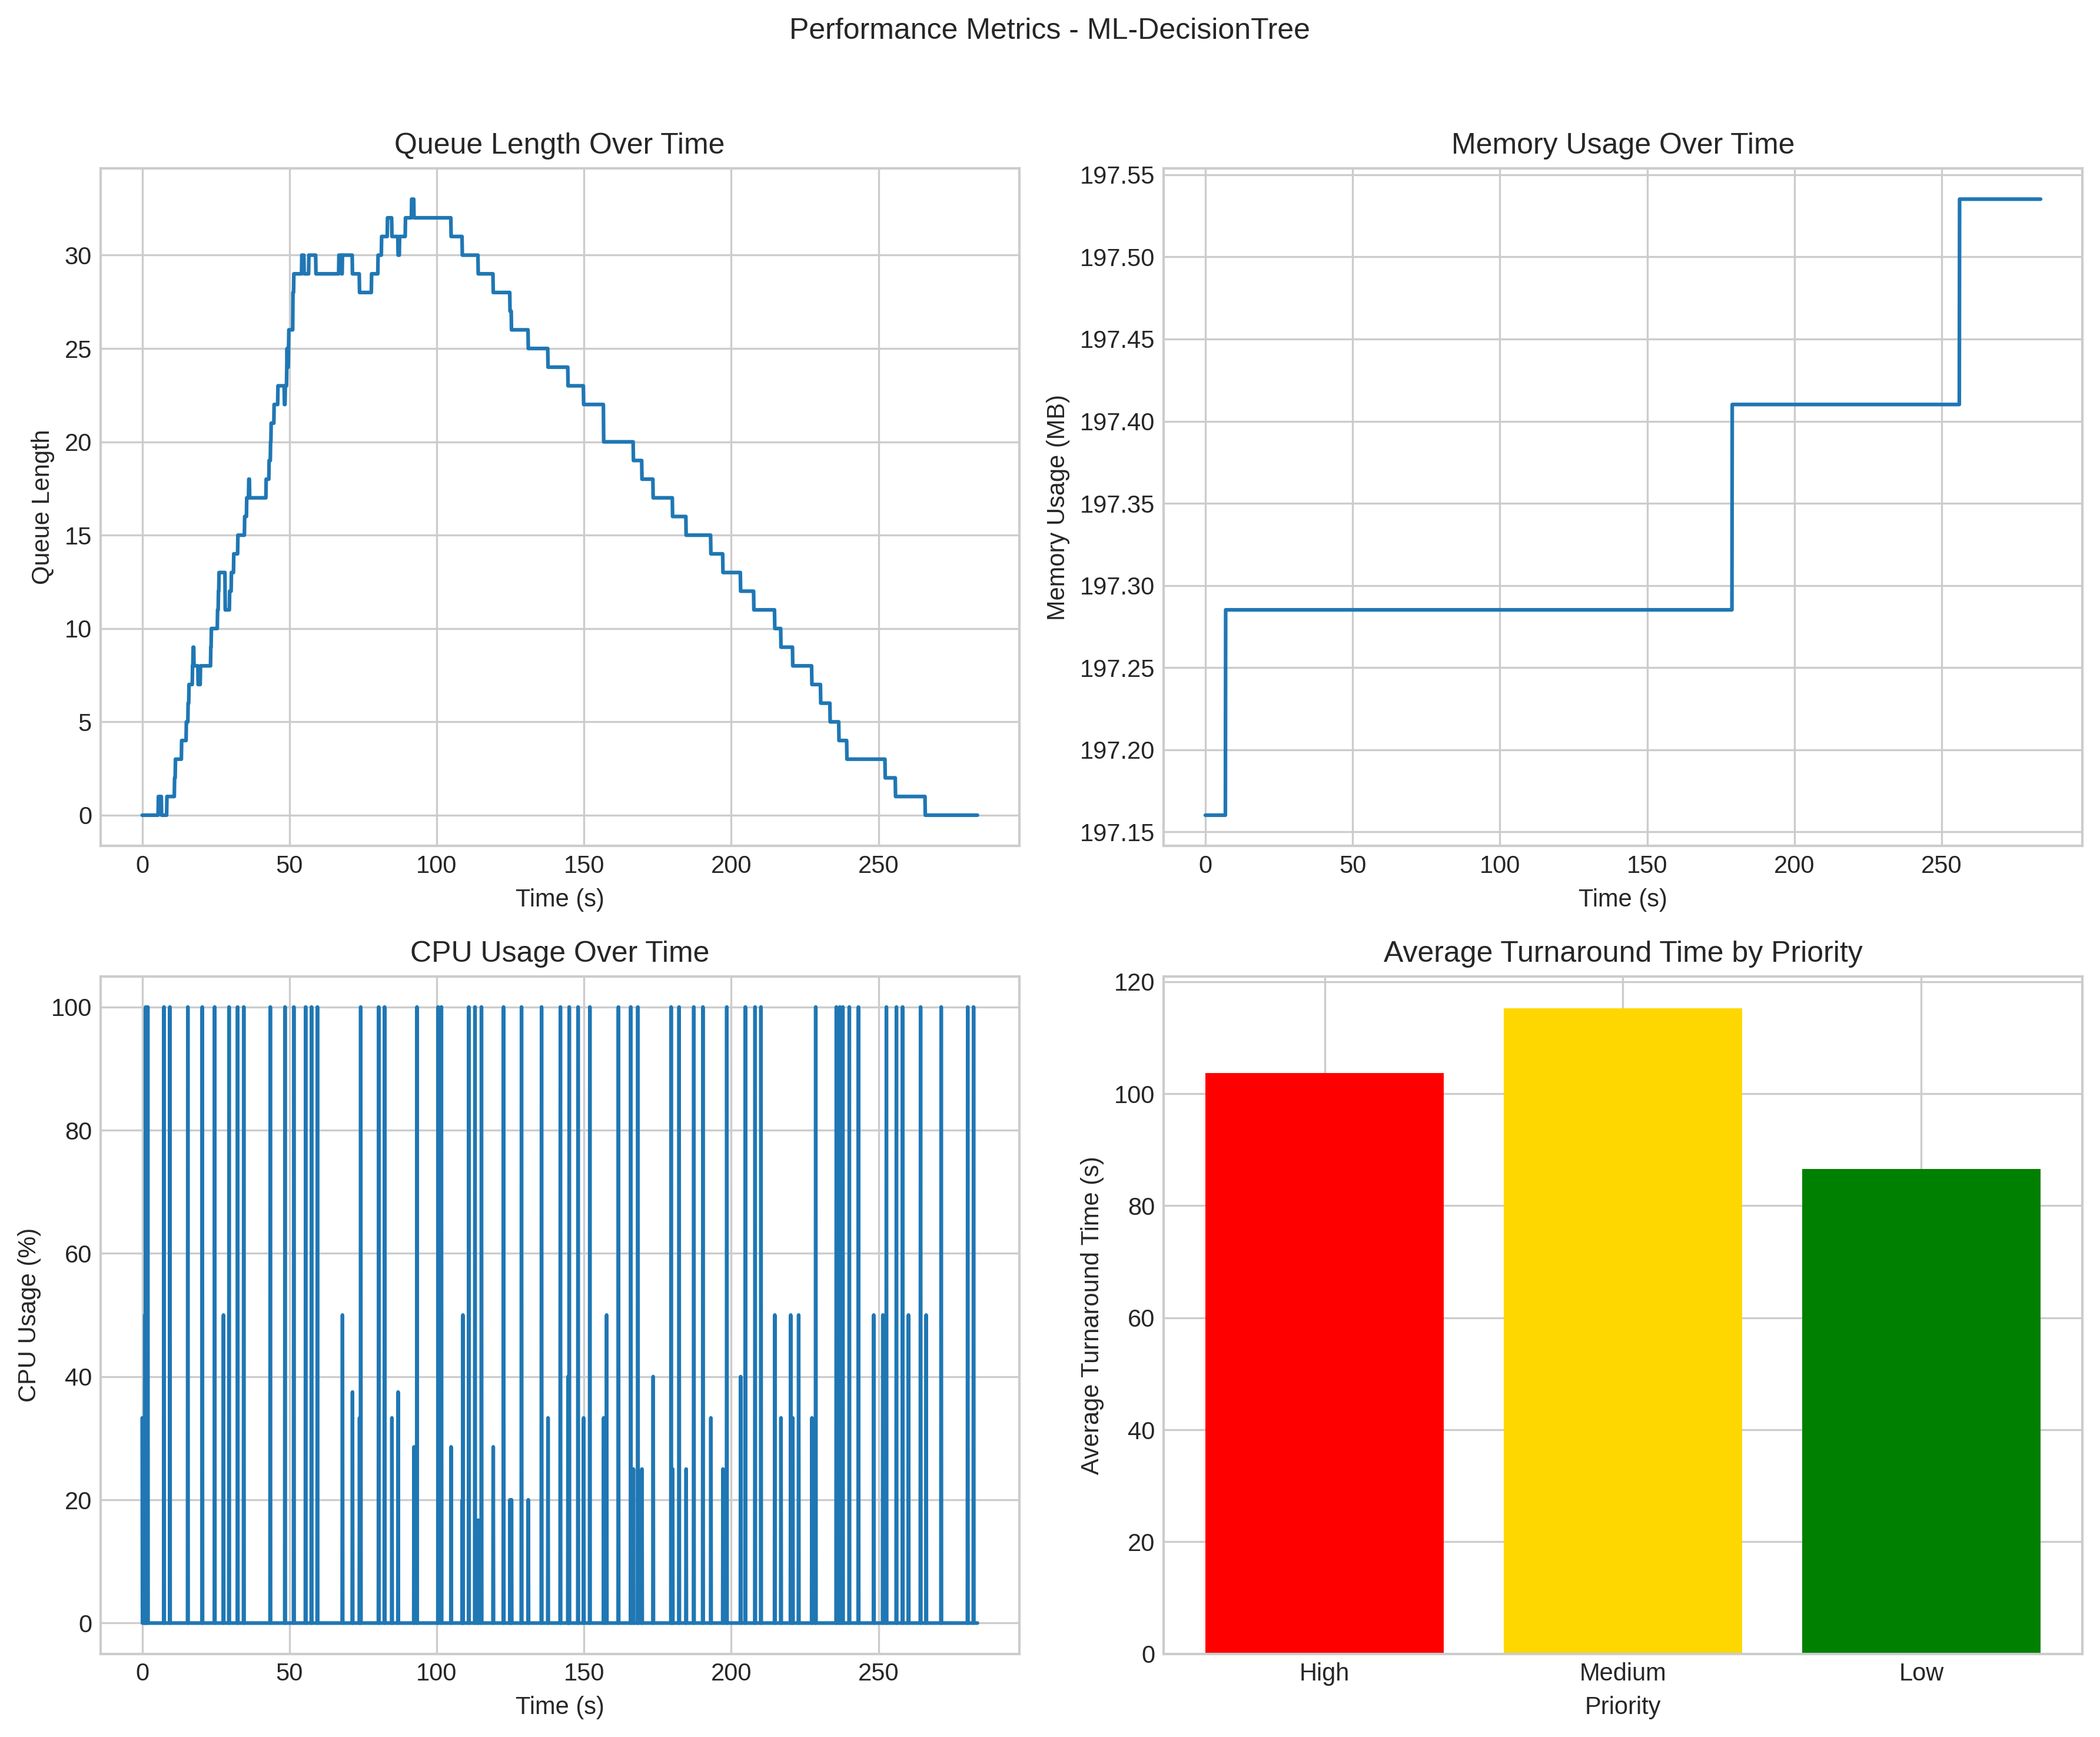 Performance Metrics - ML-DecisionTree
Queue Length Over Time
Queue Length
30
25
20
15
10
5
0
0 50 100 150 200 250
Time (s)
Memory Usage Over Time
Memory Usage (MB)
197.55
197.50
197.45
197.40
197.35
197.30
197.25
197.20
197.15
0 50 100 150 200 250
Time (s)
CPU Usage Over Time
CPU Usage (%)
100
80
60
40
20
0
0 50 100 150 200 250
Time (s)
Average Turnaround Time by Priority
Average Turnaround Time (s)
120
100
80
60
40
20
0
High Medium Low
Priority